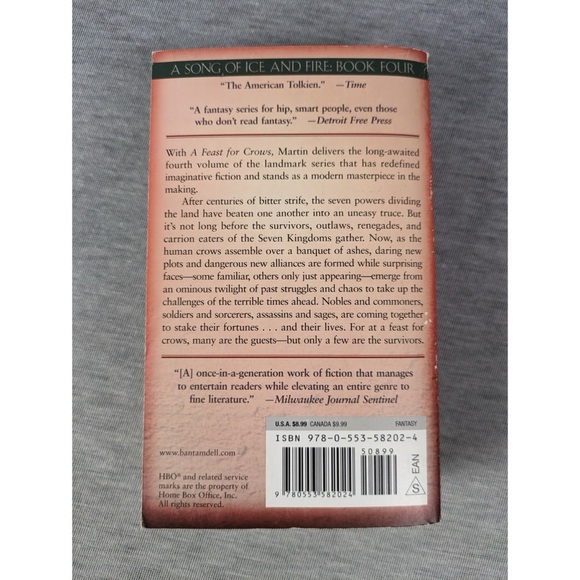 A SONG OF ICE AND FIRE: BOOK FOUR
"The American Tolkien." —Time
"A fantasy series for hip, smart people, even those
who don't read fantasy." —Detroit Free Press
With A Feast for Crows, Martin delivers the long-awaited
fourth volume of the landmark series that has redefined
imaginative fiction and stands as a modern masterpiece in the
making.
After centuries of bitter strife, the seven powers dividing
the land have beaten one another into an uneasy truce. But
it's not long before the survivors, outlaws, renegades, and
carrion eaters of the Seven Kingdoms gather. Now, as the
human crows assemble over a banquet of ashes, daring new
plots and dangerous new alliances are formed while surprising
faces—some familiar, others only just appearing—emerge from
an ominous twilight of past struggles and chaos to take up the
challenges of the terrible times ahead. Nobles and commoners,
soldiers and sorcerers, assassins and sages, are coming together
to stake their fortunes . . . and their lives. For at a feast for
crows, many are the guests—but only a few are the survivors.
"[A] once-in-a-generation work of fiction that manages
to entertain readers while elevating an entire genre to
fine literature." —Milwaukee Journal Sentinel
U.S.A. $8.99 CANADA $9.99 FANTASY
ISBN 978-0-553-58202-4
50899
www.bantamdell.com
S EAN
HBO® and related service
marks are the property of
Home Box Office, Inc.
All rights reserved.
9 780553 582024